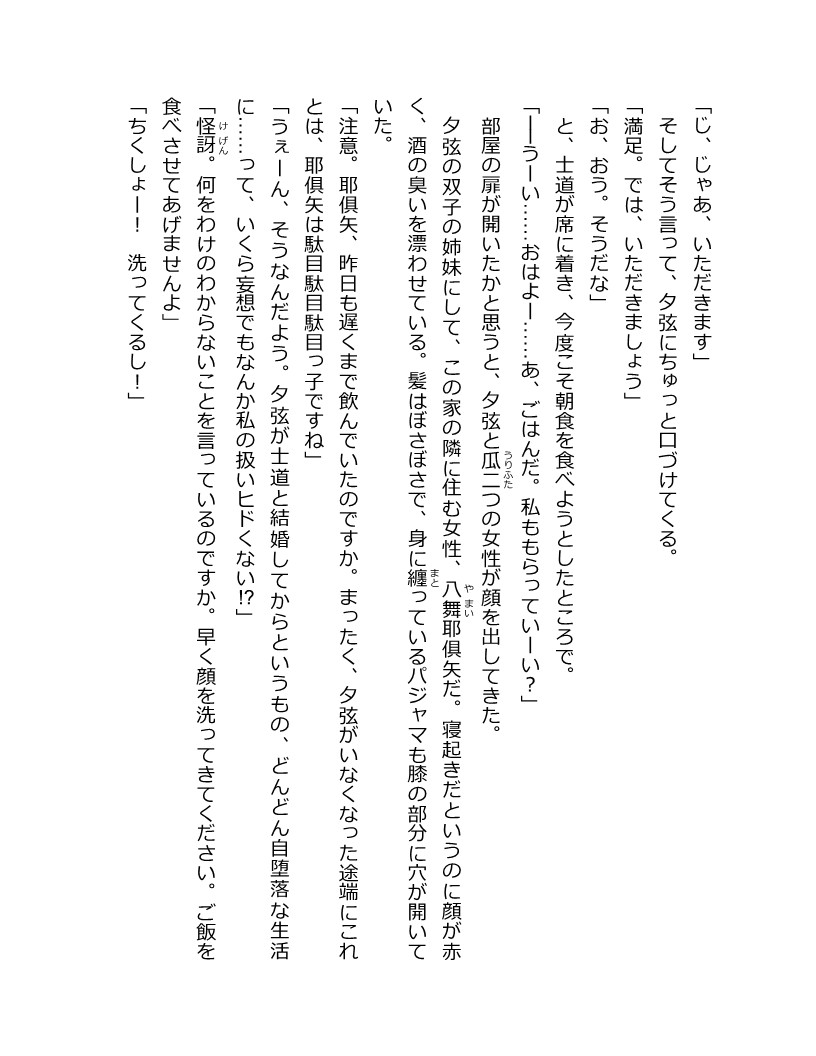 「じ、じゃあ、いただきます」
そしてそう言って、夕弦にちゅっと口づけてくる。
「満足。では、いただきましょう」
「お、おう。そうだな」
と、士道が席に着き、今度こそ朝食を食べようとしたところで。
「──うーい……おはよー……あ、ごはんだ。私ももらっていーい？」
部屋の扉が開いたかと思うと、夕弦と瓜二つの女性が顔を出してきた。
夕弦の双子の姉妹にして、この家の隣に住む女性、八舞耶倶矢だ。寝起きだというのに顔が赤
く、酒の臭いを漂わせている。髪はぼさぼさで、身に纏っているパジャマも膝の部分に穴が開いて
いた。
「注意。耶倶矢、昨日も遅くまで飲んでいたのですか。まったく、夕弦がいなくなった途端にこれ
とは、耶倶矢は駄目駄目駄目っ子ですね」
「うぇーん、そうなんだよう。夕弦が士道と結婚してからというもの、どんどん自堕落な生活
に……って、いくら妄想でもなんか私の扱いヒドくない!?」
「怪訝。何をわけのわからないことを言っているのですか。早く顔を洗ってきてください。ご飯を
食べさせてあげませんよ」
「ちくしょー！　洗ってくるし！」